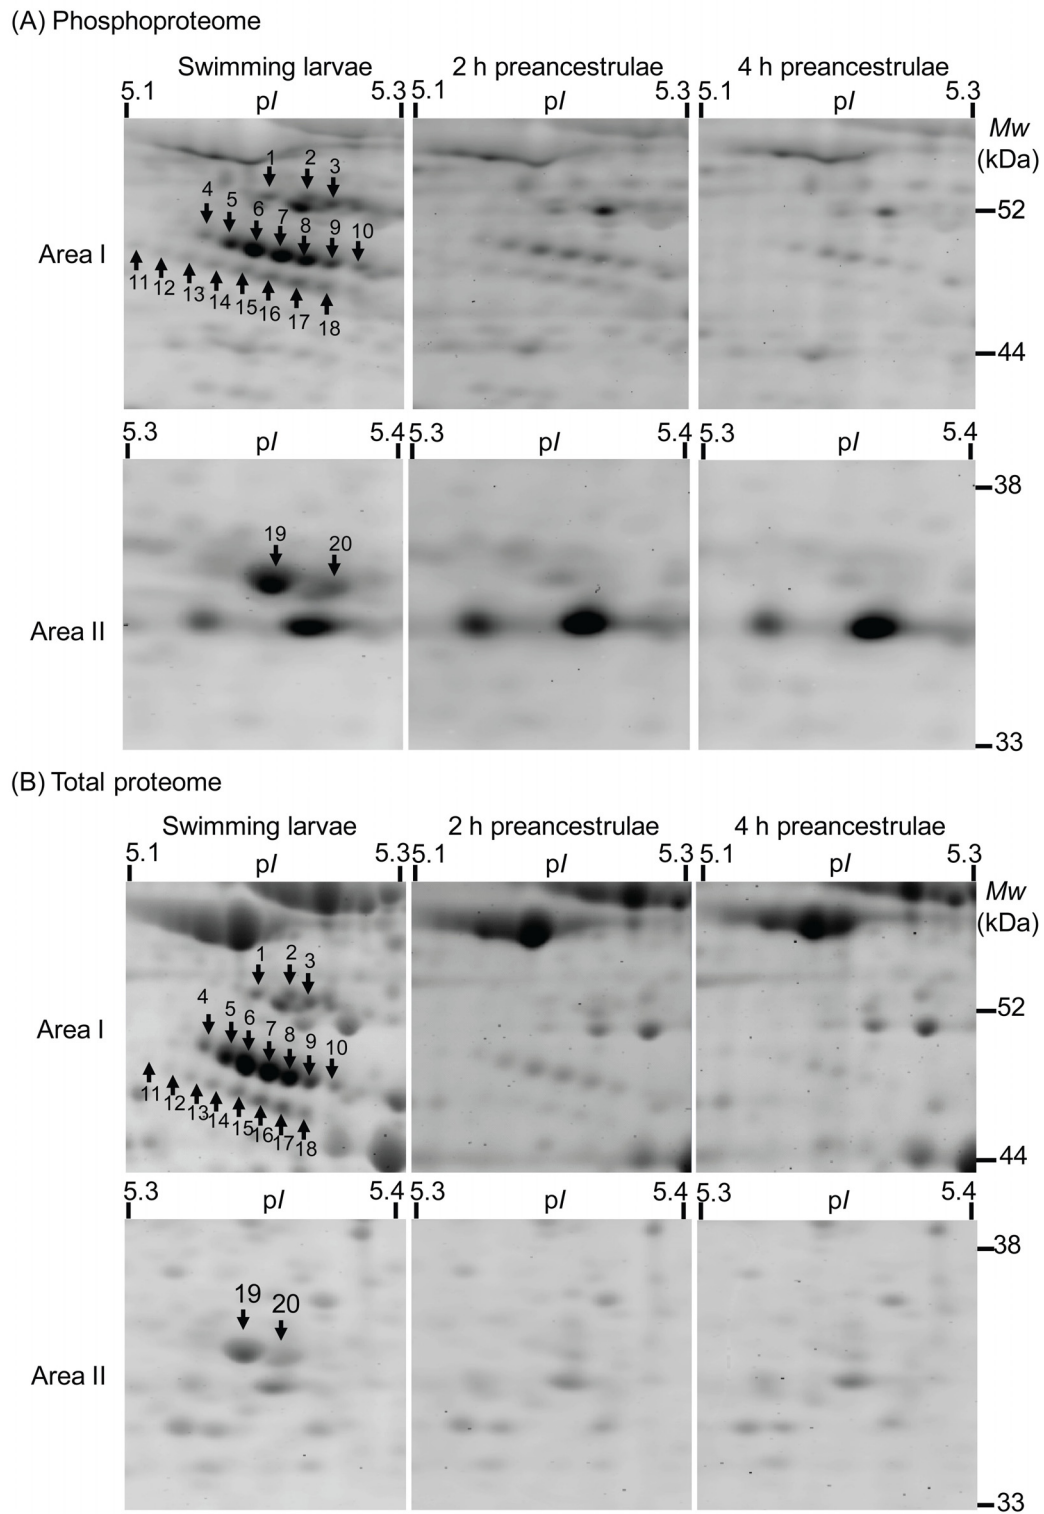 (A) Phosphoproteome
Swimming larvae 2 h preancestrulae 4 h preancestrulae
5.1 pI 5.3 5.1 pI 5.3 5.1 pI 5.3
Mw
(kDa)
1 2 3
4 5 6 7 8 9 10
52
Area I
11 12 13 14 15 16 17 18
44
5.3 pI 5.4 5.3 pI 5.4 5.3 pI 5.4
38
19 20
Area II
33
(B) Total proteome
Swimming larvae 2 h preancestrulae 4 h preancestrulae
5.1 pI 5.3 5.1 pI 5.3 5.1 pI 5.3
Mw
(kDa)
1 2 3
4 5 6 7 8 9 10
52
Area I
11 12 13 14 15 16 17 18
44
5.3 pI 5.4 5.3 pI 5.4 5.3 pI 5.4
38
19 20
Area II
33